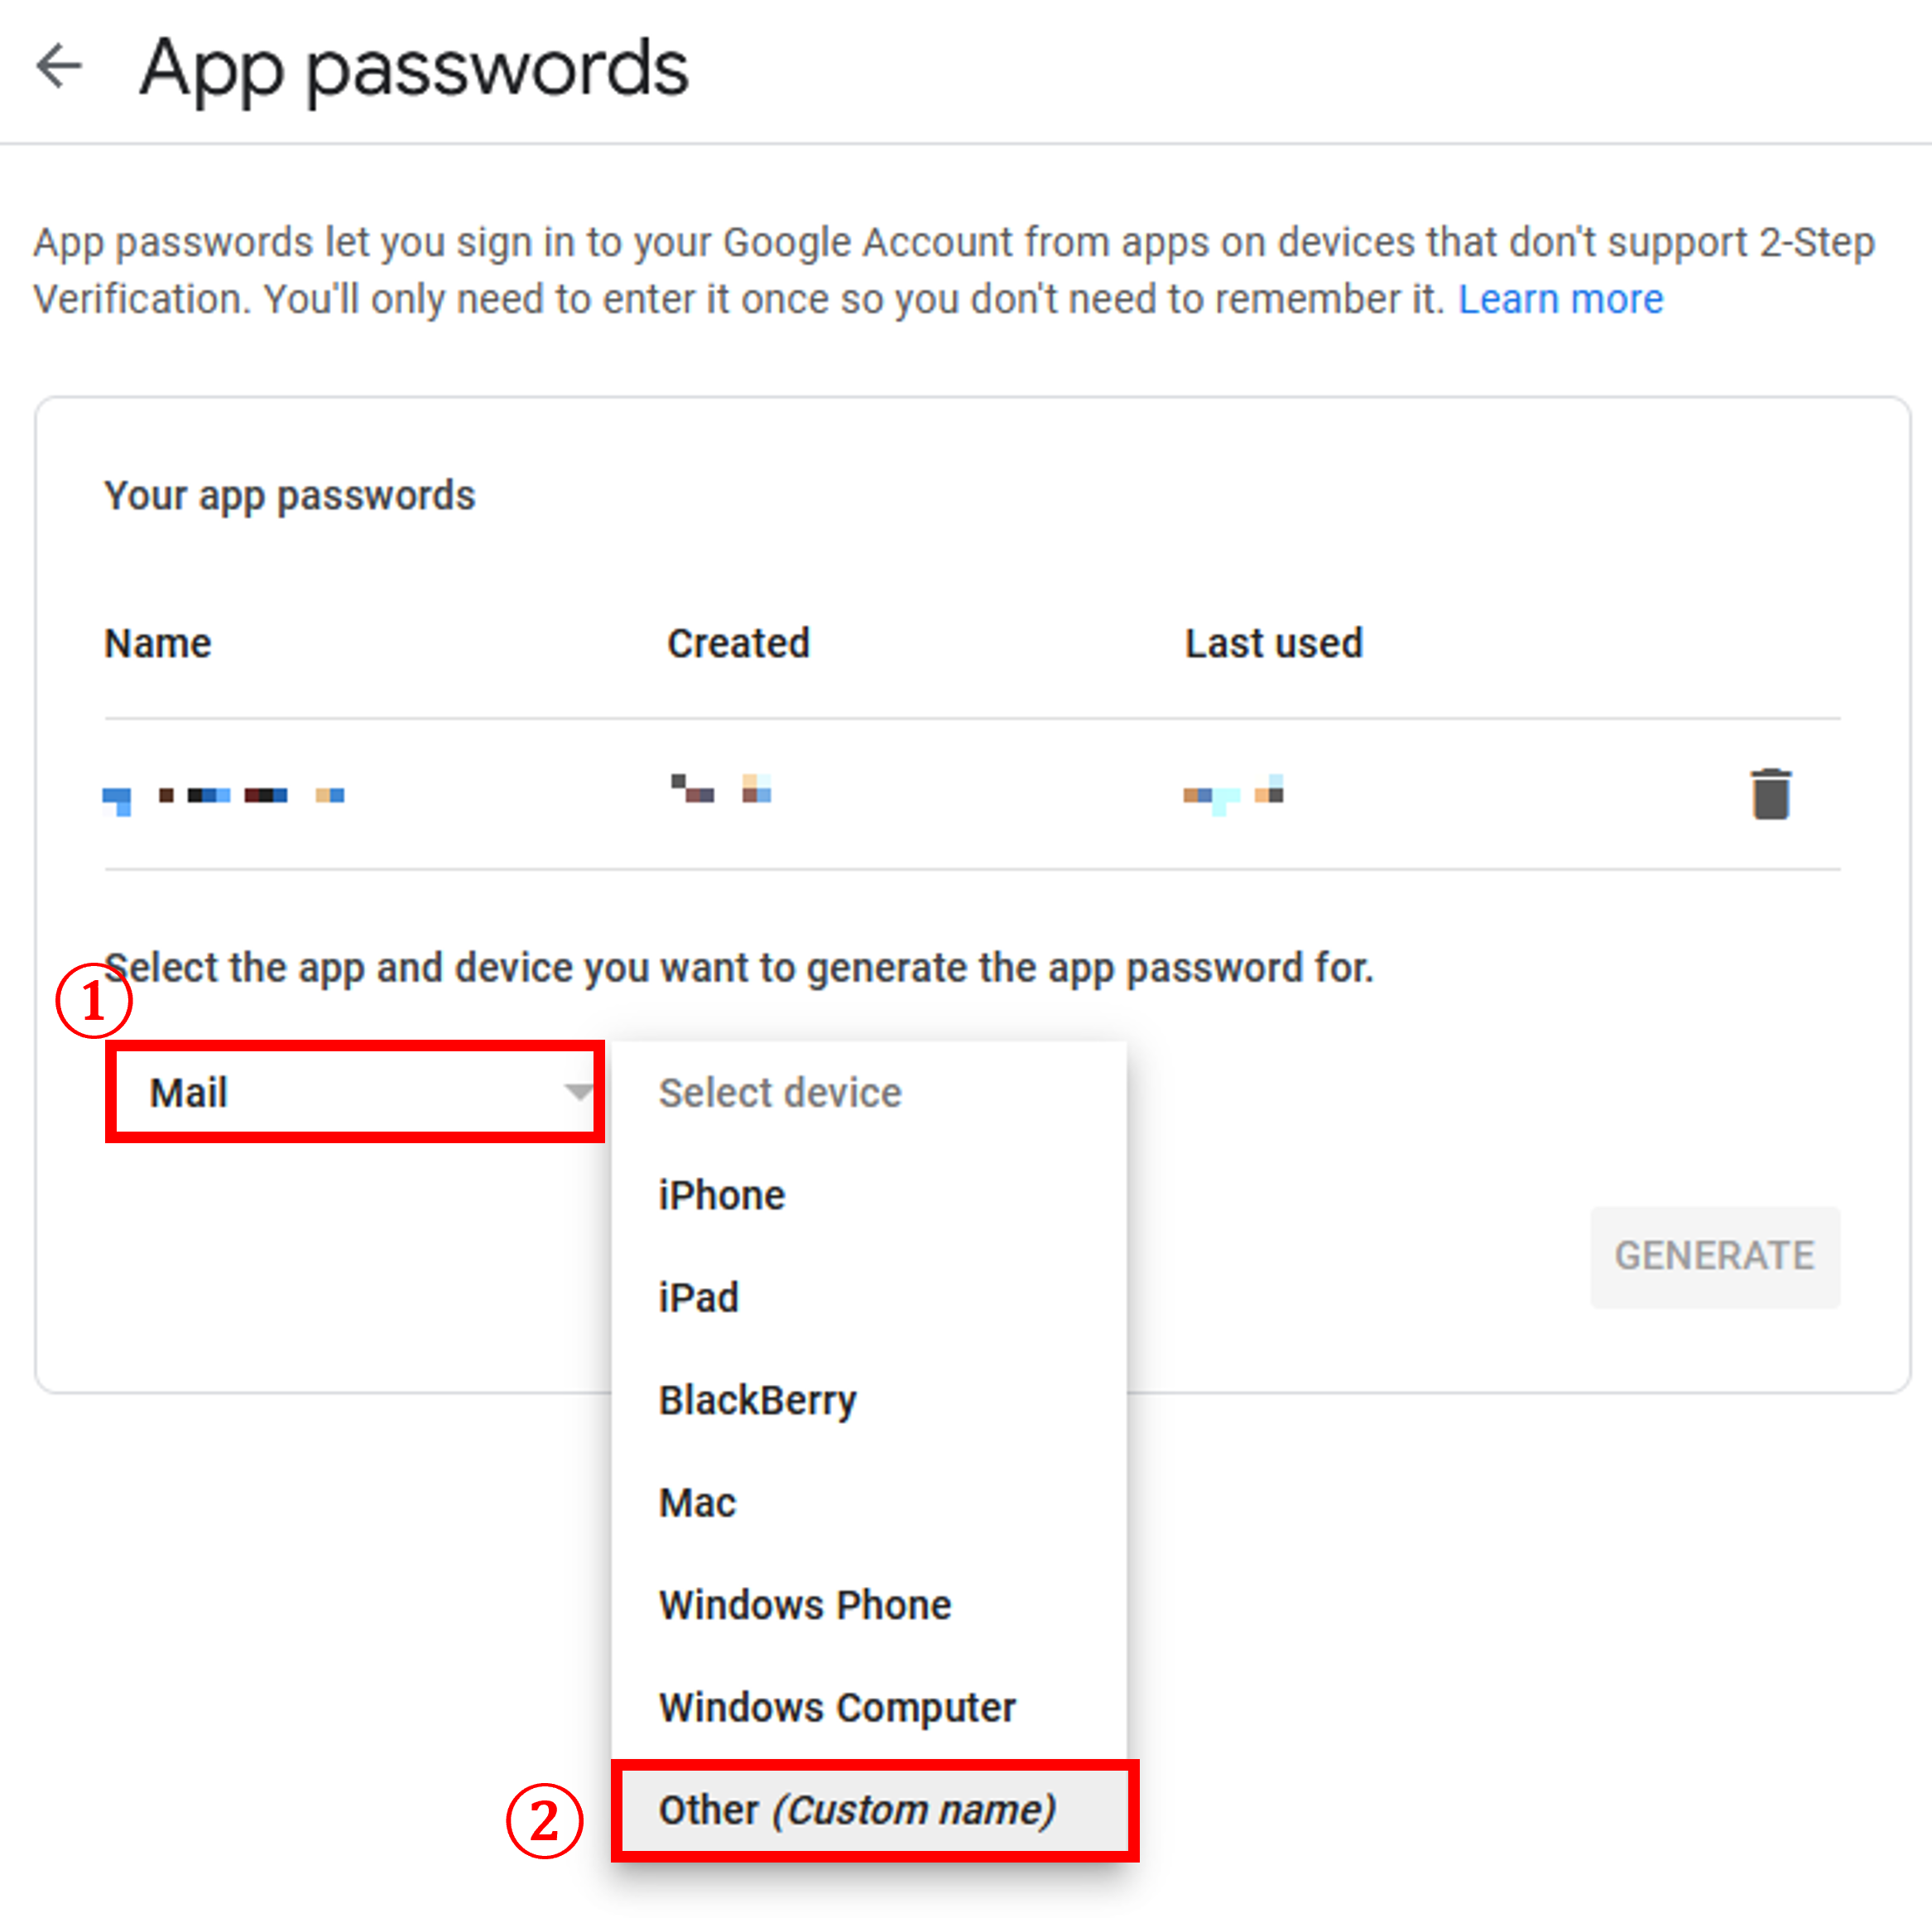 App passwords
App passwords let you sign in to your Google Account from apps on devices that don't support 2-Step
Verification. You'll only need to enter it once so you don't need to remember it. Learn more
Your app passwords
Name Created Last used
Select the app and device you want to generate the app password for.
①
Mail
Select device
iPhone
iPad
BlackBerry
Mac
Windows Phone
Windows Computer
② Other (Custom name)
GENERATE